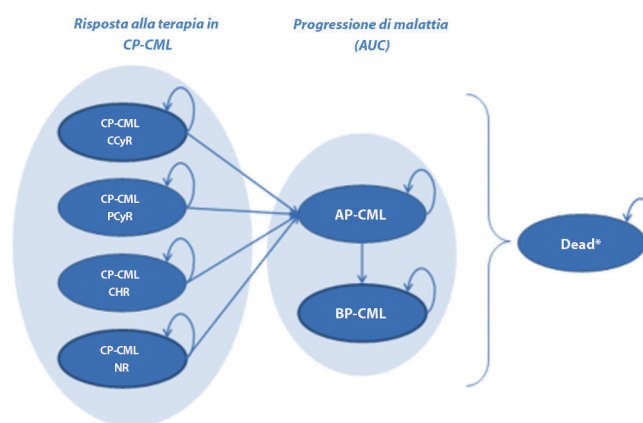 Risposta alla terapia in
CP-CML
Progressione di malattia
(AUC)
CP-CML
CCyR
CP-CML
PCyR
CP-CML
CHR
CP-CML
NR
AP-CML
BP-CML
Dead*